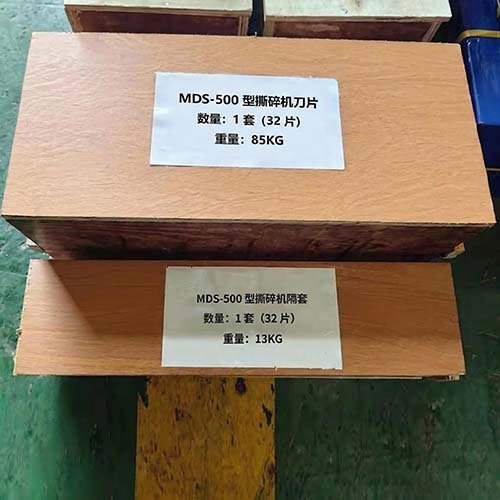 MDS-500 型撕碎机刀片
数量：1 套（32 片）
重量：85KG
MDS-500 型撕碎机隔套
数量：1 套（32 片）
重量：13KG